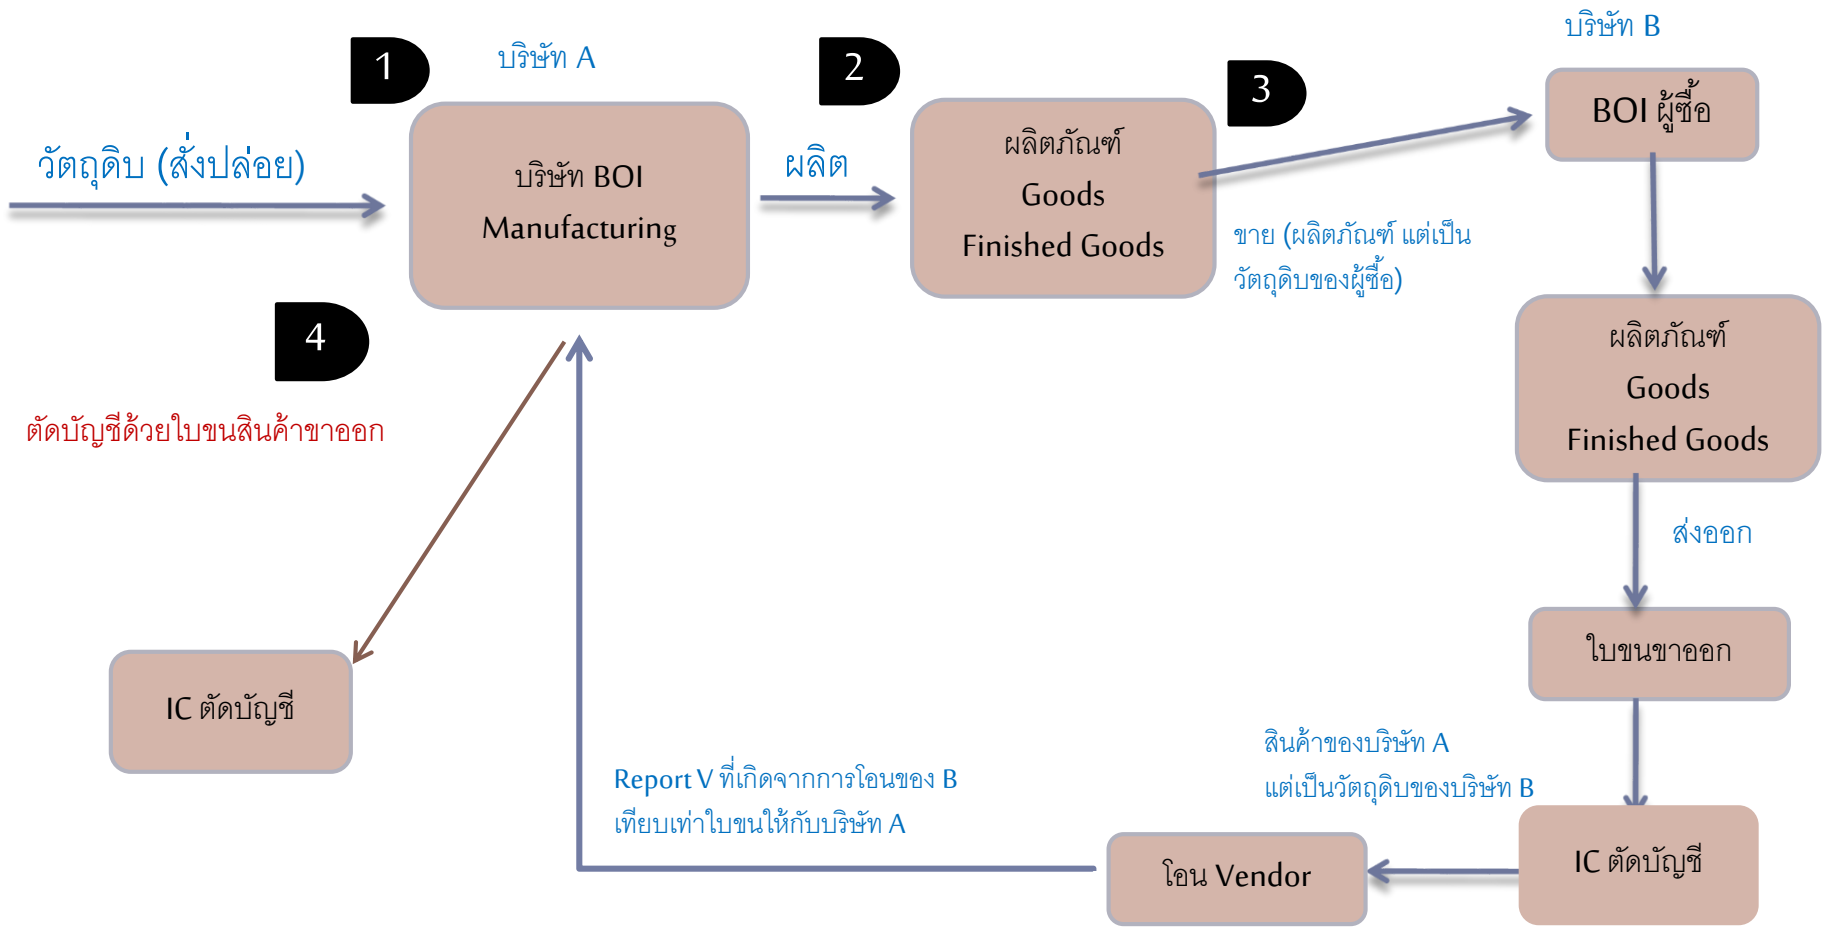 1
บริษัท A
2
บริษัท B
3
BOI ผู้ซื้อ
วัตถุดิบ (สั่งปล่อย)
บริษัท BOI
Manufacturing
ผลิต
ผลิตภัณฑ์
Goods
Finished Goods
ขาย (ผลิตภัณฑ์ แต่เป็น
วัตถุดิบของผู้ซื้อ)
4
ตัดบัญชีด้วยใบขนสินค้าขาออก
ผลิตภัณฑ์
Goods
Finished Goods
ส่งออก
ใบขนขาออก
IC ตัดบัญชี
สินค้าของบริษัท A
แต่เป็นวัตถุดิบของบริษัท B
Report V ที่เกิดจากการโอนของ B
เทียบเท่าใบขนให้กับบริษัท A
โอน Vendor
IC ตัดบัญชี